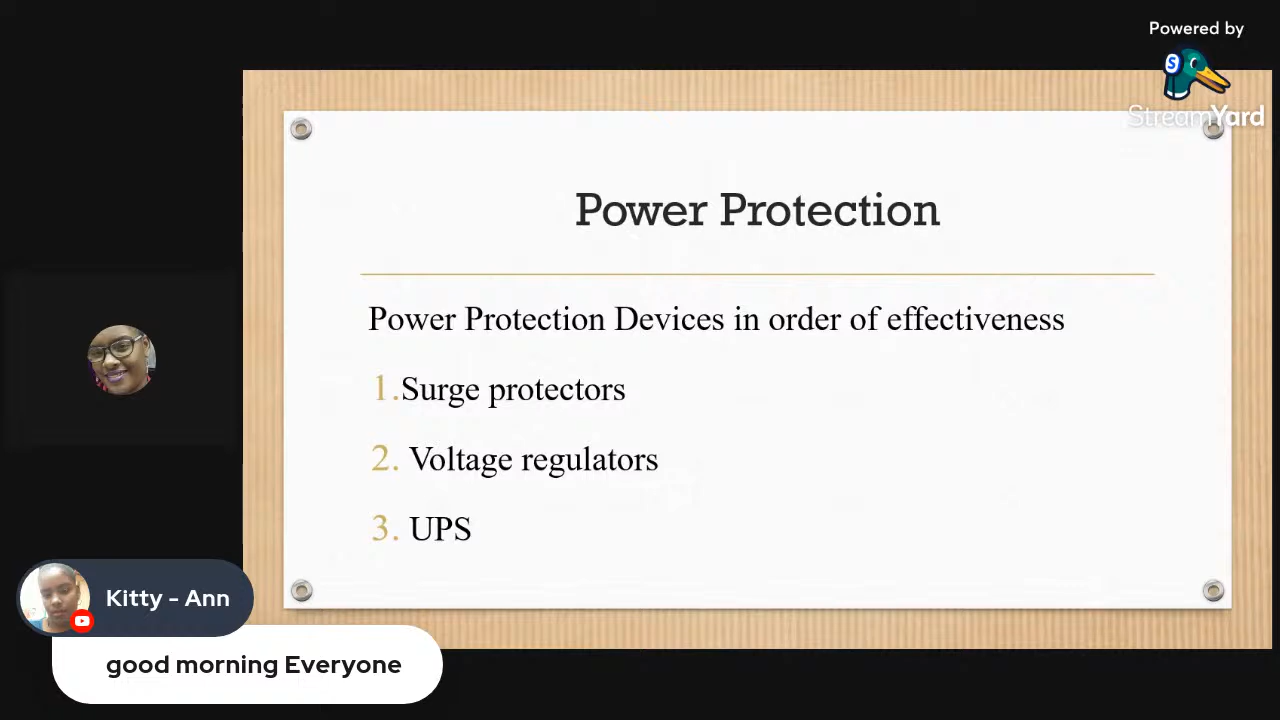 Powered by
StreamYard
Power Protection
Power Protection Devices in order of effectiveness
1.Surge protectors
2. Voltage regulators
3. UPS
Kitty - Ann
good morning Everyone